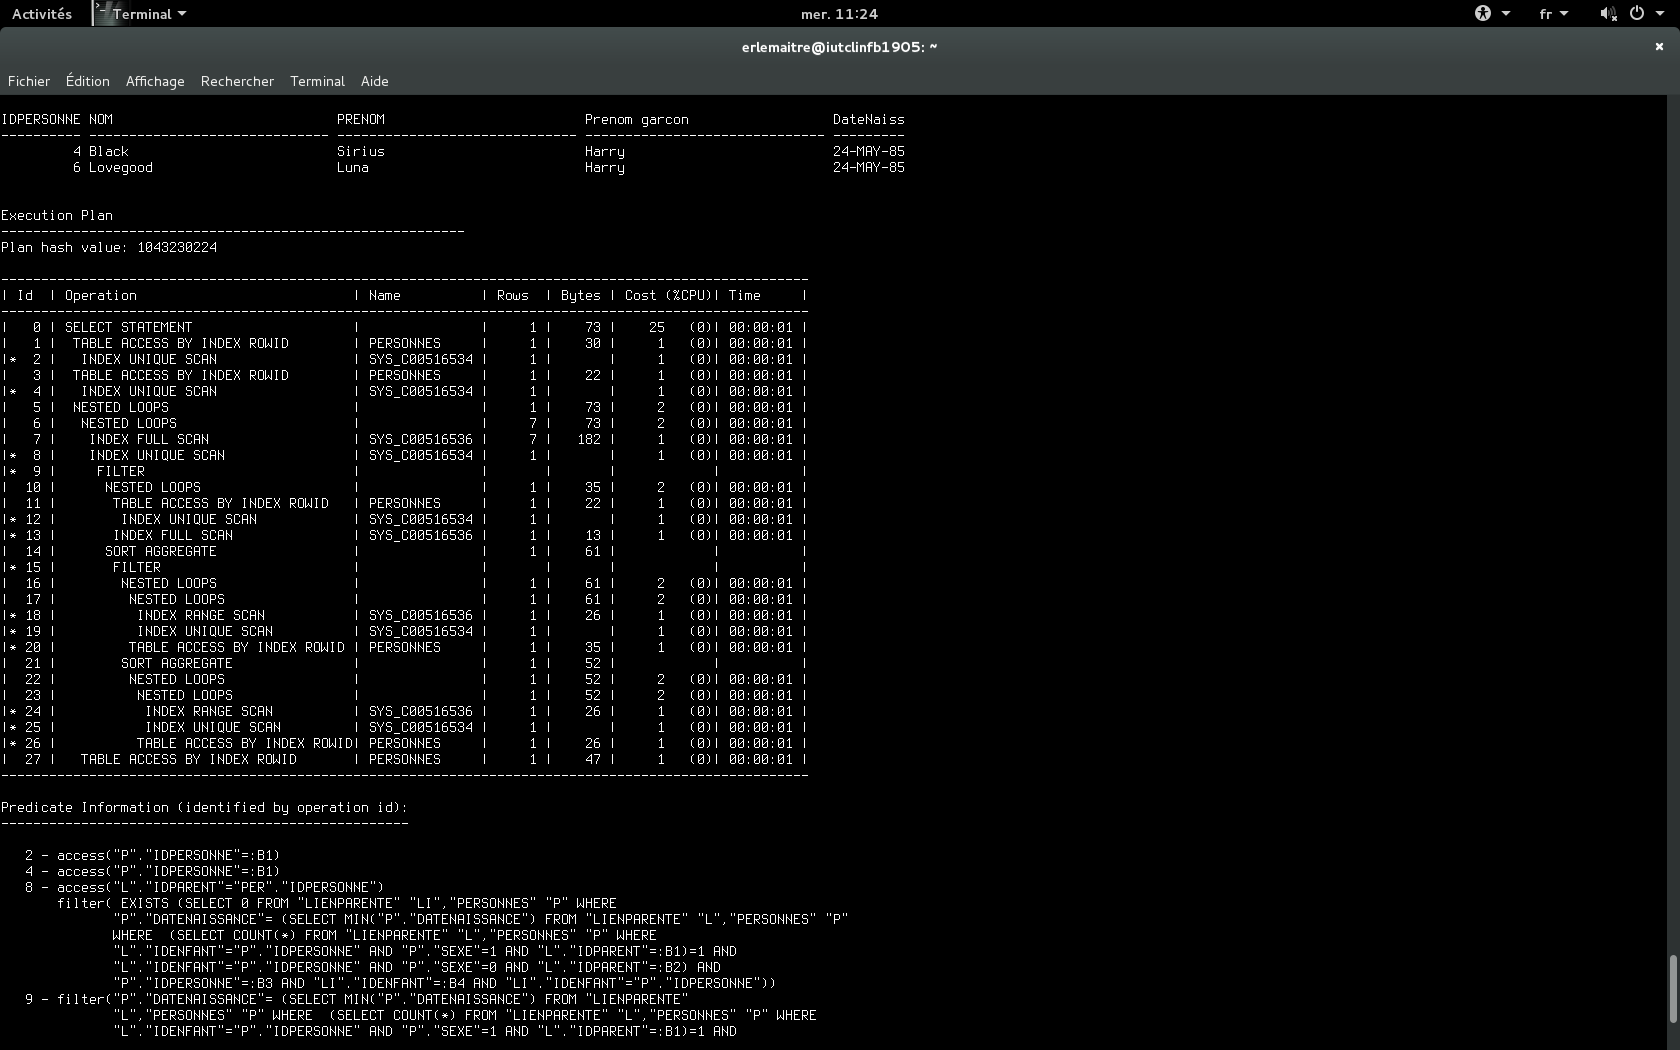 Activités Terminal mer. 11:24 fr
erlemaitre@iutclinfb1905: ~ ×
Fichier Édition Affichage Rechercher Terminal Aide
IDPERSONNE NOM PRENOM Prenom garcon DateNaiss
---------- ------------------------------ ------------------------------ ------------------------------ ---------
4 Black Sirius Harry 24-MAY-85
6 Lovegood Luna Harry 24-MAY-85
Execution Plan
----------------------------------------------------------
Plan hash value: 1043230224
-----------------------------------------------------------------------------------------------------
| Id | Operation | Name | Rows | Bytes | Cost (%CPU)| Time |
-----------------------------------------------------------------------------------------------------
| 0 | SELECT STATEMENT | | 1 | 73 | 25 (0)| 00:00:01 |
| 1 | TABLE ACCESS BY INDEX ROWID | PERSONNES | 1 | 30 | 1 (0)| 00:00:01 |
|* 2 | INDEX UNIQUE SCAN | SYS_C00516534 | 1 | | 1 (0)| 00:00:01 |
| 3 | TABLE ACCESS BY INDEX ROWID | PERSONNES | 1 | 22 | 1 (0)| 00:00:01 |
|* 4 | INDEX UNIQUE SCAN | SYS_C00516534 | 1 | | 1 (0)| 00:00:01 |
| 5 | NESTED LOOPS | | 1 | 73 | 2 (0)| 00:00:01 |
| 6 | NESTED LOOPS | | 7 | 73 | 2 (0)| 00:00:01 |
| 7 | INDEX FULL SCAN | SYS_C00516536 | 7 | 182 | 1 (0)| 00:00:01 |
|* 8 | INDEX UNIQUE SCAN | SYS_C00516534 | 1 | | 1 (0)| 00:00:01 |
|* 9 | FILTER | | | | | |
| 10 | NESTED LOOPS | | 1 | 35 | 2 (0)| 00:00:01 |
| 11 | TABLE ACCESS BY INDEX ROWID | PERSONNES | 1 | 22 | 1 (0)| 00:00:01 |
|* 12 | INDEX UNIQUE SCAN | SYS_C00516534 | 1 | | 1 (0)| 00:00:01 |
|* 13 | INDEX FULL SCAN | SYS_C00516536 | 1 | 13 | 1 (0)| 00:00:01 |
| 14 | SORT AGGREGATE | | 1 | 61 | | |
|* 15 | FILTER | | | | | |
| 16 | NESTED LOOPS | | 1 | 61 | 2 (0)| 00:00:01 |
| 17 | NESTED LOOPS | | 1 | 61 | 2 (0)| 00:00:01 |
|* 18 | INDEX RANGE SCAN | SYS_C00516536 | 1 | 26 | 1 (0)| 00:00:01 |
|* 19 | INDEX UNIQUE SCAN | SYS_C00516534 | 1 | | 1 (0)| 00:00:01 |
|* 20 | TABLE ACCESS BY INDEX ROWID | PERSONNES | 1 | 35 | 1 (0)| 00:00:01 |
| 21 | SORT AGGREGATE | | 1 | 52 | | |
| 22 | NESTED LOOPS | | 1 | 52 | 2 (0)| 00:00:01 |
| 23 | NESTED LOOPS | | 1 | 52 | 2 (0)| 00:00:01 |
|* 24 | INDEX RANGE SCAN | SYS_C00516536 | 1 | 26 | 1 (0)| 00:00:01 |
|* 25 | INDEX UNIQUE SCAN | SYS_C00516534 | 1 | | 1 (0)| 00:00:01 |
|* 26 | TABLE ACCESS BY INDEX ROWID| PERSONNES | 1 | 26 | 1 (0)| 00:00:01 |
| 27 | TABLE ACCESS BY INDEX ROWID | PERSONNES | 1 | 47 | 1 (0)| 00:00:01 |
-----------------------------------------------------------------------------------------------------
Predicate Information (identified by operation id):
---------------------------------------------------
2 - access("P"."IDPERSONNE"=:B1)
4 - access("P"."IDPERSONNE"=:B1)
8 - access("L"."IDPARENT"="PER"."IDPERSONNE")
filter( EXISTS (SELECT 0 FROM "LIENPARENTE" "LI","PERSONNES" "P" WHERE
"P"."DATENAISSANCE"= (SELECT MIN("P"."DATENAISSANCE") FROM "LIENPARENTE" "L","PERSONNES" "P"
WHERE (SELECT COUNT(*) FROM "LIENPARENTE" "L","PERSONNES" "P" WHERE
"L"."IDENFANT"="P"."IDPERSONNE" AND "P"."SEXE"=1 AND "L"."IDPARENT"=:B1)=1 AND
"L"."IDENFANT"="P"."IDPERSONNE" AND "P"."SEXE"=0 AND "L"."IDPARENT"=:B2) AND
"P"."IDPERSONNE"=:B3 AND "LI"."IDENFANT"=:B4 AND "LI"."IDENFANT"="P"."IDPERSONNE"))
9 - filter("P"."DATENAISSANCE"= (SELECT MIN("P"."DATENAISSANCE") FROM "LIENPARENTE"
"L","PERSONNES" "P" WHERE (SELECT COUNT(*) FROM "LIENPARENTE" "L","PERSONNES" "P" WHERE
"L"."IDENFANT"="P"."IDPERSONNE" AND "P"."SEXE"=1 AND "L"."IDPARENT"=:B1)=1 AND